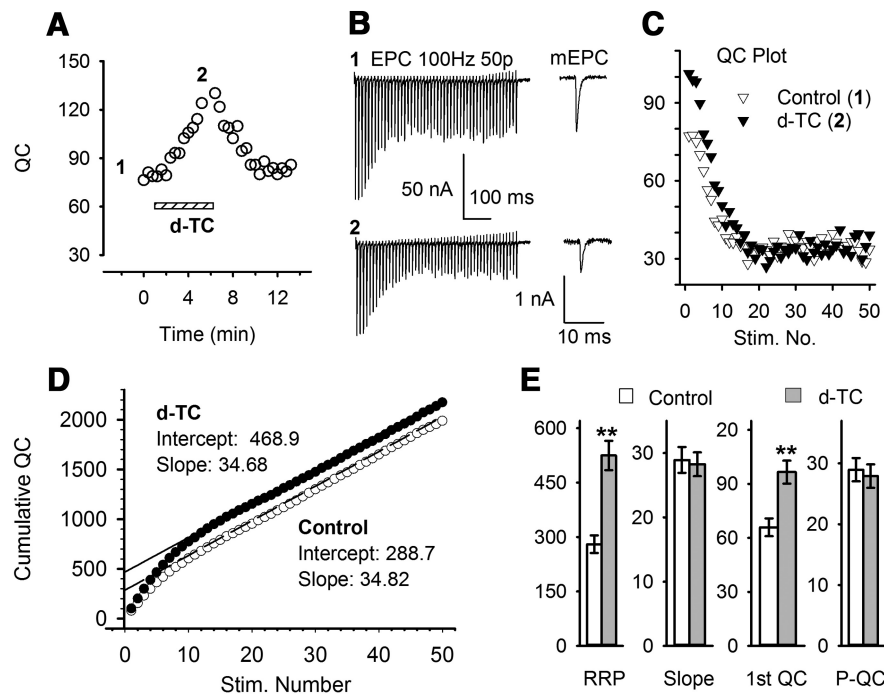 A
150
120
90
60
30
QC
1
2
d-TC
0 4 8 12
Time (min)
B
1 EPC 100Hz 50p mEPC
50 nA
100 ms
2
1 nA
10 ms
C
QC Plot
Control (1)
d-TC (2)
90
60
30
0 10 20 30 40 50
Stim. No.
D
Cumulative QC
2000
1500
1000
500
0
d-TC
Intercept: 468.9
Slope: 34.68
Control
Intercept: 288.7
Slope: 34.82
0 10 20 30 40 50
Stim. Number
E
Control d-TC
600
450
300
150
0
**
RRP
30
20
10
0
Slope
120
90
60
30
0
**
1st QC
30
20
10
0
P-QC